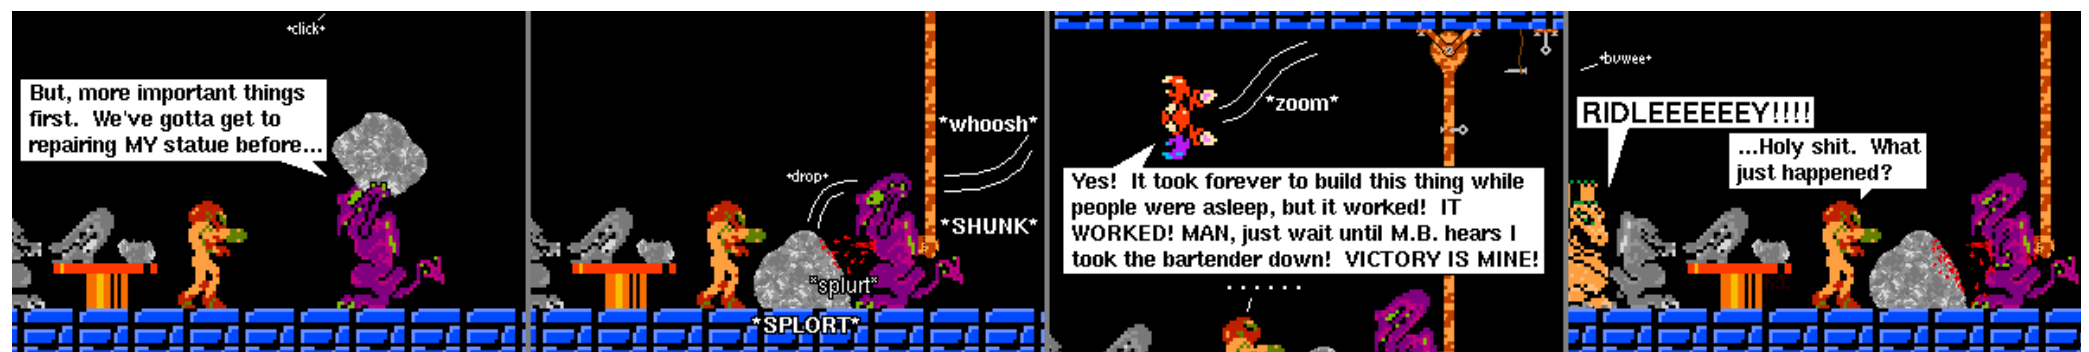 *click*
But, more important things
first. We've gotta get to
repairing MY statue before...
*whoosh*
*drop*
*SHUNK*
*splurt*
*SPLORT*
*zoom*
Yes! It took forever to build this thing while
people were asleep, but it worked! IT
WORKED! MAN, just wait until M.B. hears I
took the bartender down! VICTORY IS MINE!
. . . . . .
*bvwee*
RIDLEEEEEEY!!!!
...Holy shit. What
just happened?